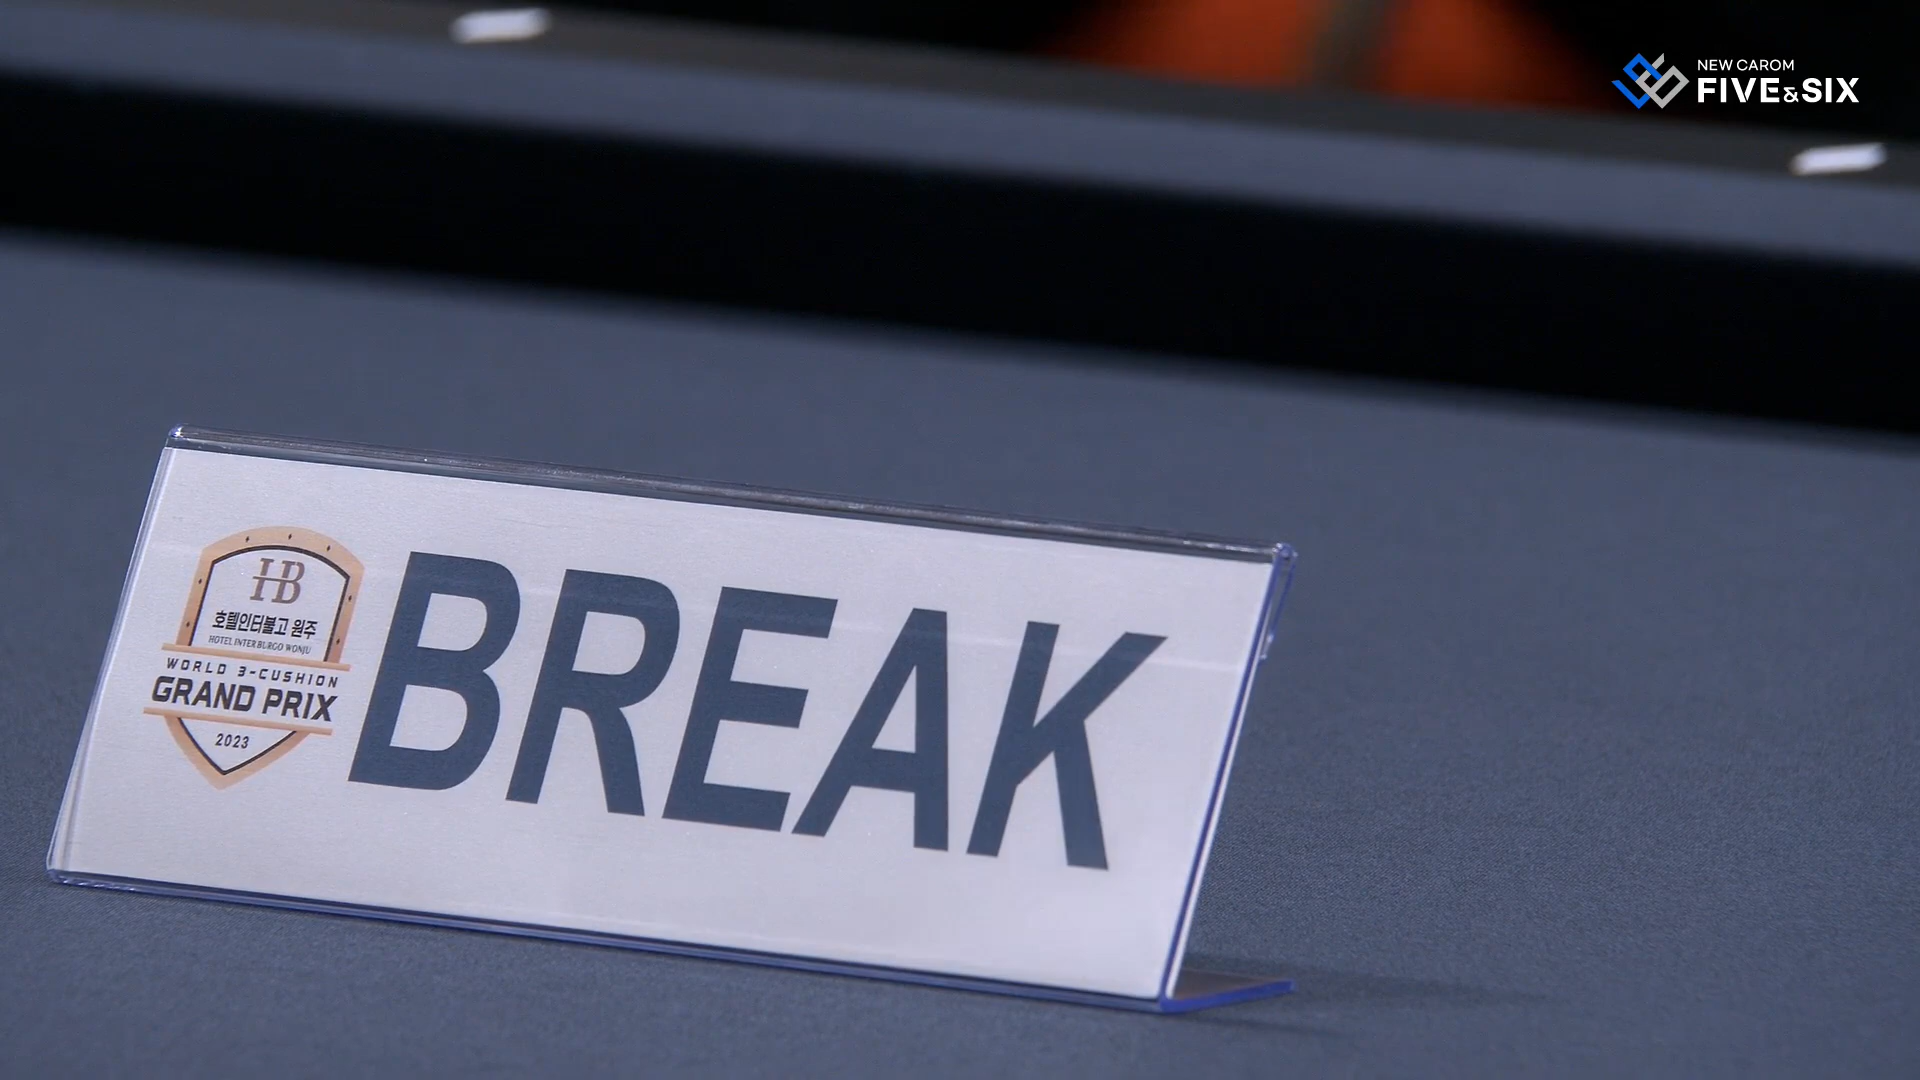 NEW CAROM
FIVE&SIX
HB
호텔인터불고 원주
HOTEL INTER BURGO WONJU
WORLD 3-CUSHION
GRAND PRIX
2023
BREAK